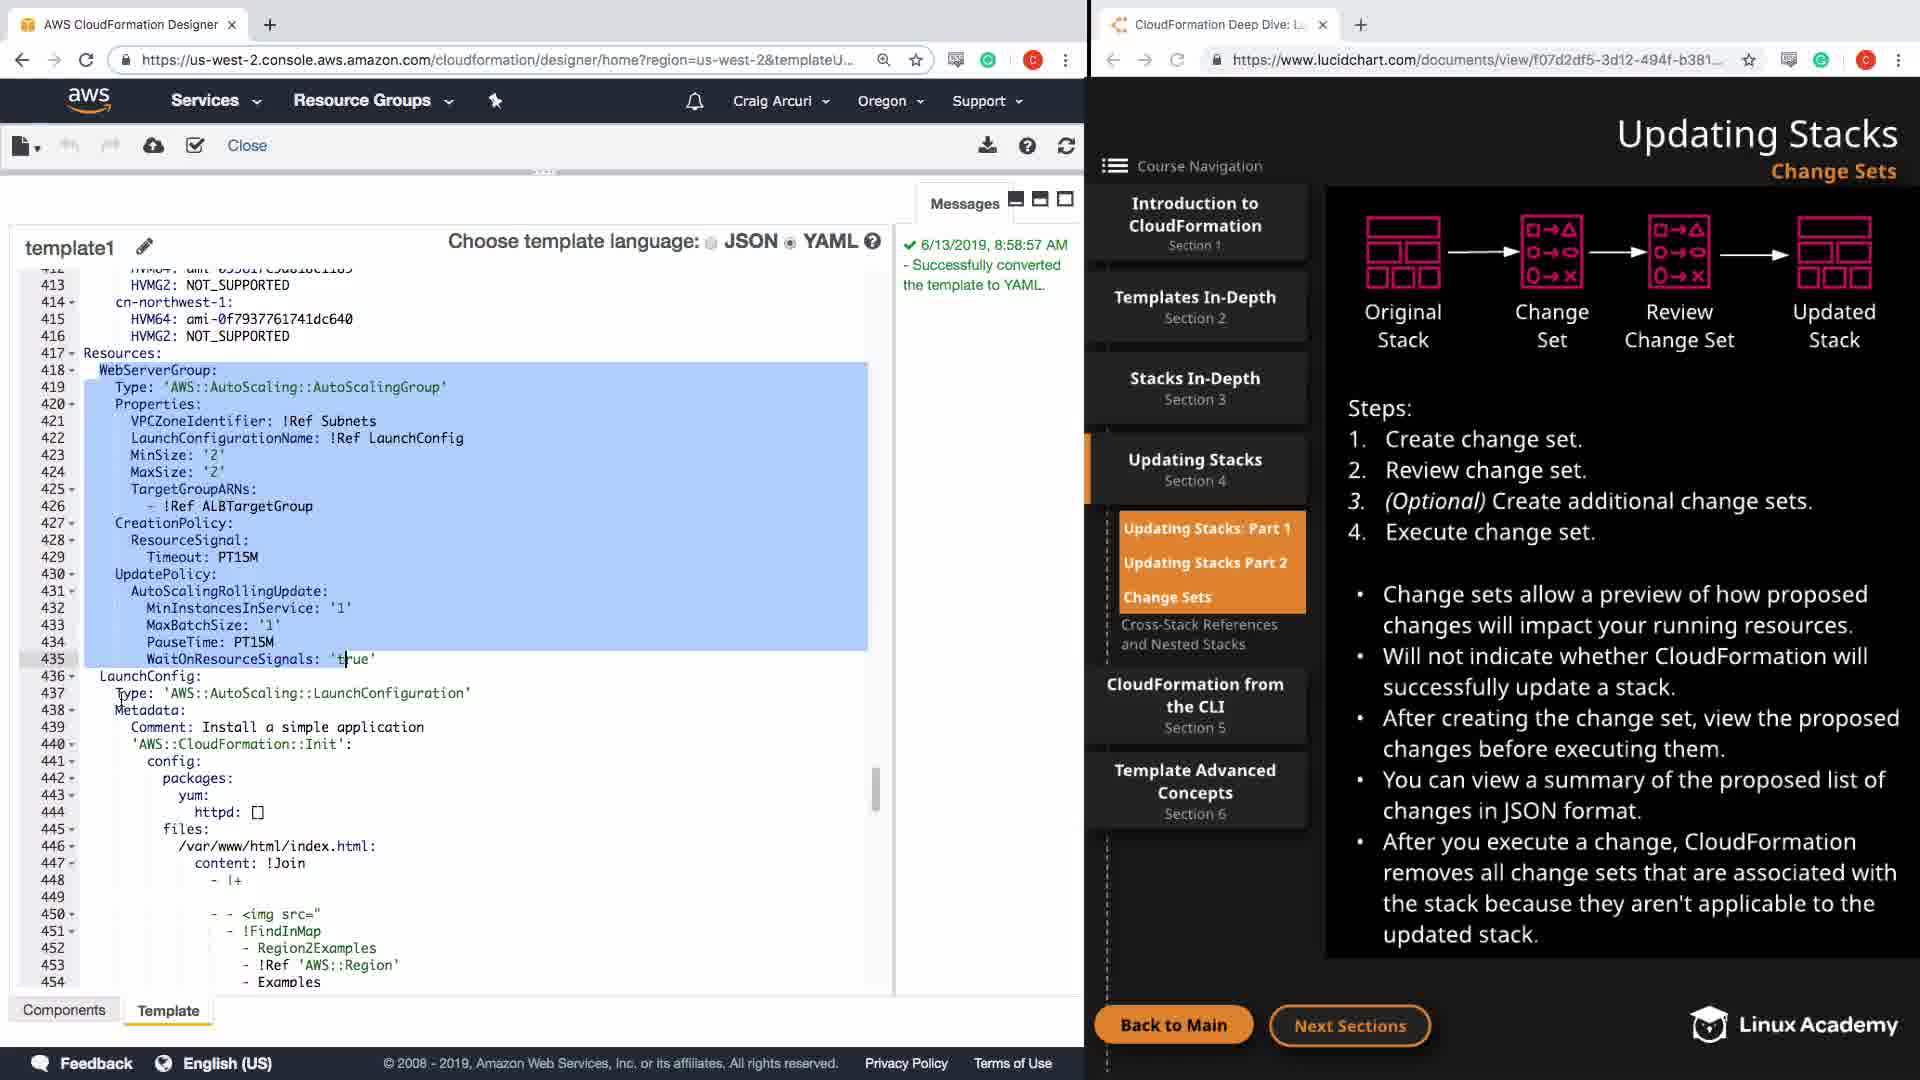 AWS CloudFormation Designer
https://us-west-2.console.aws.amazon.com/cloudformation/designer/home?region=us-west-2&templateU...
C
aws
Services
Resource Groups
Craig Arcuri
Oregon
Support
Close
Messages
✔ 6/13/2019, 8:58:57 AM
- Successfully converted
the template to YAML.
template1
Choose template language: JSON YAML
413 HVMG2: NOT_SUPPORTED
414 cn-northwest-1:
415 HVM64: ami-0f7937761741dc640
416 HVMG2: NOT_SUPPORTED
417 Resources:
418 WebServerGroup:
419 Type: 'AWS::AutoScaling::AutoScalingGroup'
420 Properties:
421 VPCZoneIdentifier: !Ref Subnets
422 LaunchConfigurationName: !Ref LaunchConfig
423 MinSize: '2'
424 MaxSize: '2'
425 TargetGroupARNs:
426 - !Ref ALBTargetGroup
427 CreationPolicy:
428 ResourceSignal:
429 Timeout: PT15M
430 UpdatePolicy:
431 AutoScalingRollingUpdate:
432 MinInstancesInService: '1'
433 MaxBatchSize: '1'
434 PauseTime: PT15M
435 WaitOnResourceSignals: 'true'
436 LaunchConfig:
437 Type: 'AWS::AutoScaling::LaunchConfiguration'
438 Metadata:
439 Comment: Install a simple application
440 'AWS::CloudFormation::Init':
441 config:
442 packages:
443 yum:
444 httpd: []
445 files:
446 /var/www/html/index.html:
447 content: !Join
448 - |+
449
450 - - <img src="
451 - !FindInMap
452 - Region2Examples
453 - !Ref 'AWS::Region'
454 - Examples
Components
Template
Feedback
English (US)
© 2008 - 2019, Amazon Web Services, Inc. or its affiliates. All rights reserved.
Privacy Policy
Terms of Use
CloudFormation Deep Dive: L
https://www.lucidchart.com/documents/view/f07d2df5-3d12-494f-b381...
C
Updating Stacks
Change Sets
Course Navigation
Introduction to
CloudFormation
Section 1
Templates In-Depth
Section 2
Stacks In-Depth
Section 3
Updating Stacks
Section 4
Updating Stacks: Part 1
Updating Stacks Part 2
Change Sets
Cross-Stack References
and Nested Stacks
CloudFormation from
the CLI
Section 5
Template Advanced
Concepts
Section 6
Original
Stack
Change
Set
Review
Change Set
Updated
Stack
Steps:
1. Create change set.
2. Review change set.
3. (Optional) Create additional change sets.
4. Execute change set.
• Change sets allow a preview of how proposed
changes will impact your running resources.
• Will not indicate whether CloudFormation will
successfully update a stack.
• After creating the change set, view the proposed
changes before executing them.
• You can view a summary of the proposed list of
changes in JSON format.
• After you execute a change, CloudFormation
removes all change sets that are associated with
the stack because they aren't applicable to the
updated stack.
Back to Main
Next Sections
Linux Academy